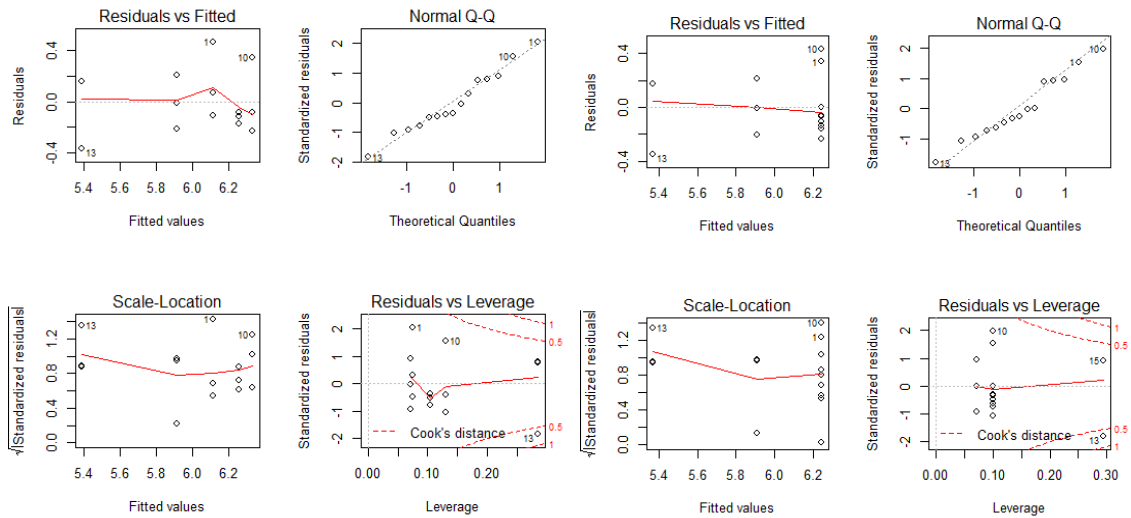 Residuals vs Fitted
Residuals
0.4
0.0
-0.4
1
10
13
5.4 5.8 6.0 6.2
Fitted values
Normal Q-Q
Standardized residuals
2
1
0
-1
-2
1
10
13
-1 0 1
Theoretical Quantiles
Residuals vs Fitted
Residuals
0.4
0.0
-0.4
10
1
13
5.4 5.8 6.0 6.2
Fitted values
Normal Q-Q
Standardized residuals
2
1
0
-1
10
1
13
-1 0 1
Theoretical Quantiles
Scale-Location
√|Standardized residuals|
1.2
0.8
0.4
0.0
13
1
10
5.4 5.8 6.0 6.2
Fitted values
Residuals vs Leverage
Standardized residuals
2
1
0
-1
-2
1
10
13
1
0.5
0.5
1
Cook's distance
0.00 0.10 0.20
Leverage
Scale-Location
√|Standardized residuals|
1.2
0.8
0.4
0.0
13
10
1
5.4 5.8 6.0 6.2
Fitted values
Residuals vs Leverage
Standardized residuals
2
1
0
-1
-2
10
15
13
1
0.5
0.5
1
Cook's distance
0.00 0.10 0.20 0.30
Leverage